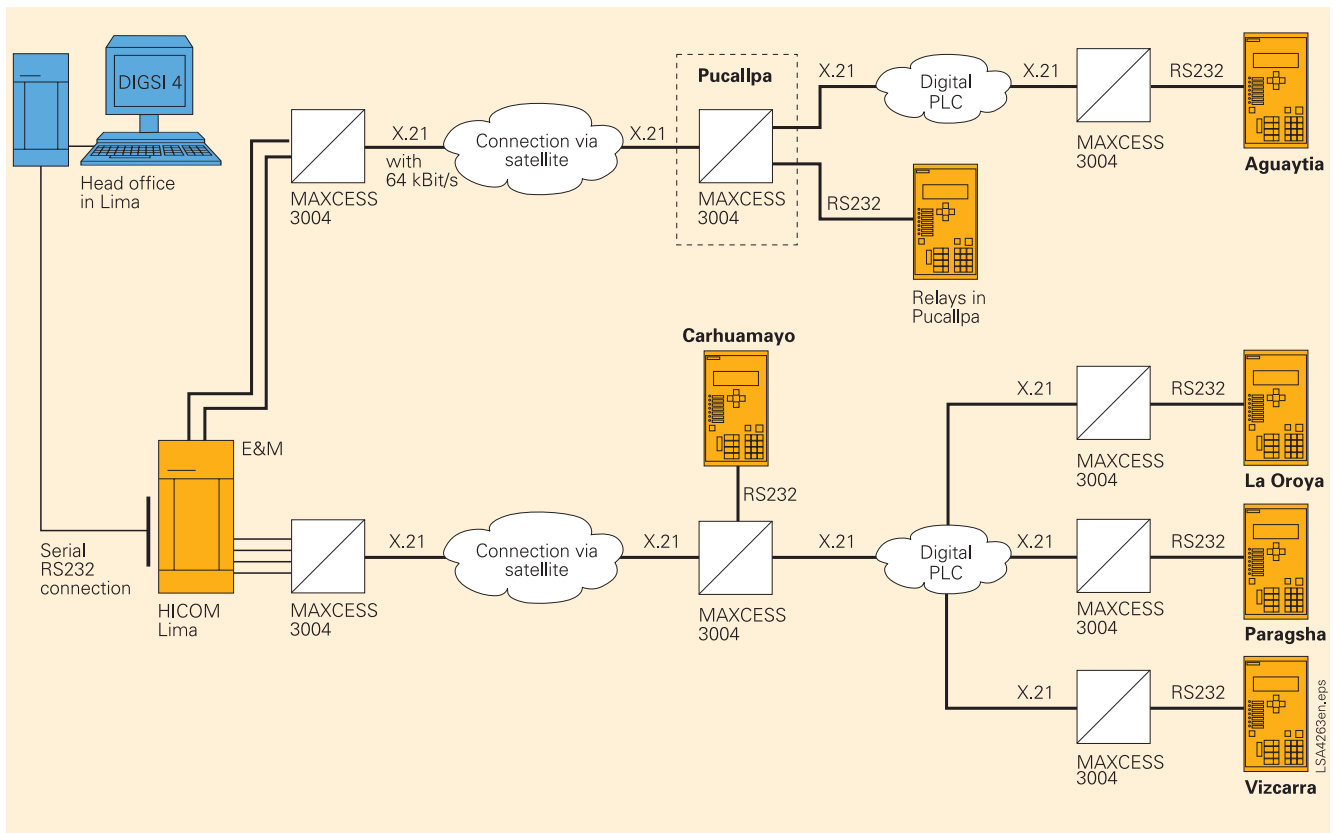 DIGSI 4
Head office
in Lima
X.21
with
64 kBit/s
MAXCESS
3004
Connection via
satellite
X.21
Pucallpa
MAXCESS
3004
X.21
Digital
PLC
X.21
MAXCESS
3004
RS232
Aguaytia
RS232
Relays in
Pucallpa
Serial
RS232
connection
E&M
HICOM
Lima
MAXCESS
3004
X.21
Connection via
satellite
X.21
Carhuamayo
RS232
MAXCESS
3004
X.21
Digital
PLC
X.21
MAXCESS
3004
RS232
La Oroya
X.21
MAXCESS
3004
RS232
Paragsha
X.21
MAXCESS
3004
RS232
Vizcarra
LSA4263en.eps